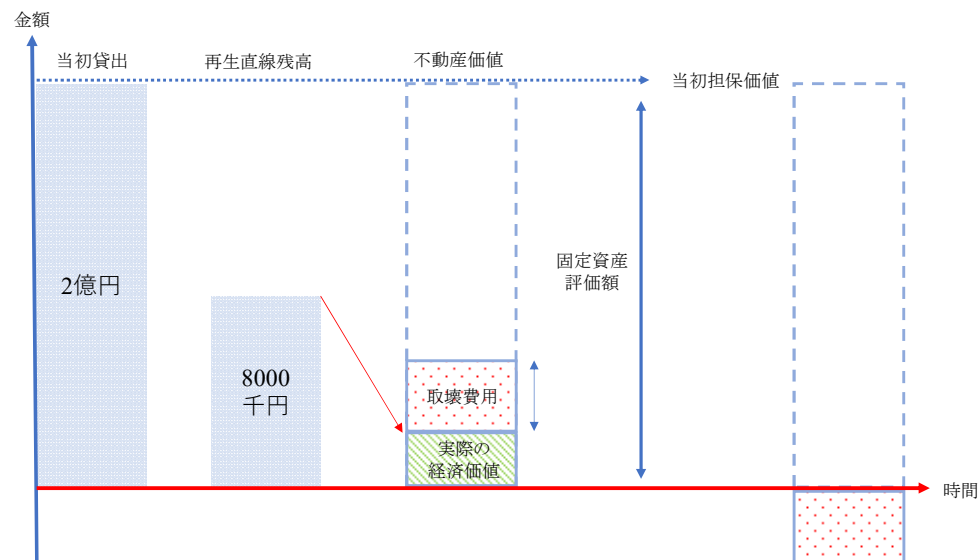 金額
当初貸出
再生直線残高
不動産価値
当初担保価値
2億円
固定資産
評価額
8000
千円
取壊費用
実際の
経済価値
時間